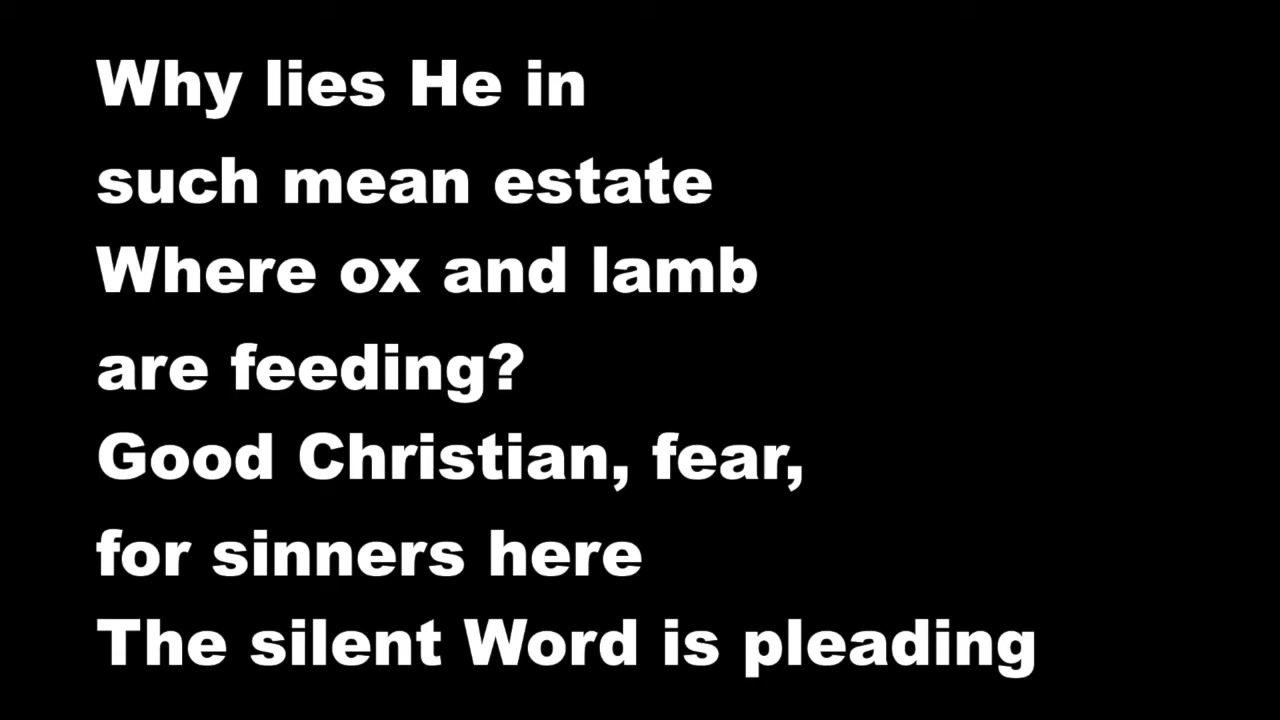 Why lies He in
such mean estate
Where ox and lamb
are feeding?
Good Christian, fear,
for sinners here
The silent Word is pleading